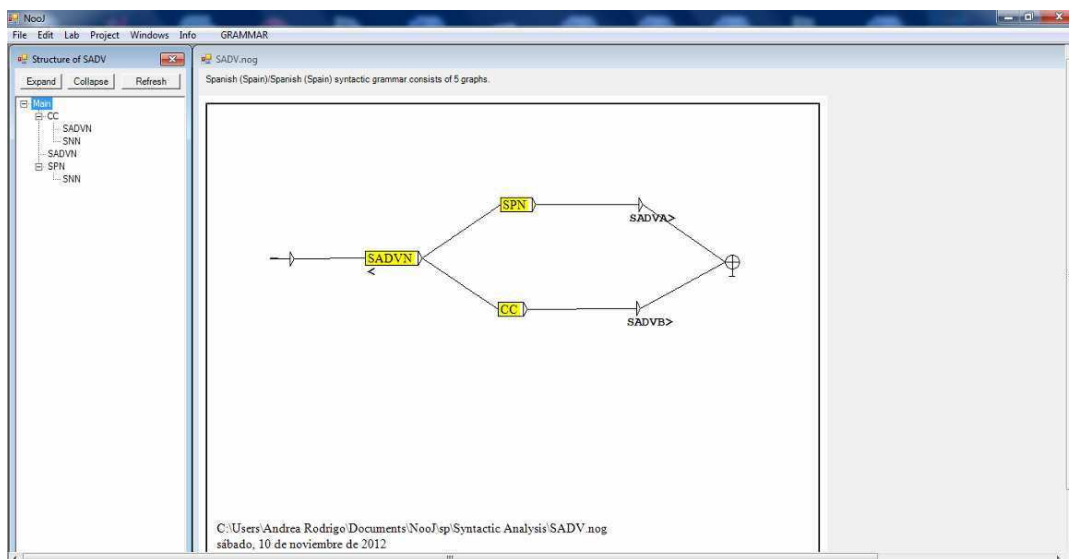 NooJ
File Edit Lab Project Windows Info GRAMMAR
Structure of SADV
Expand Collapse Refresh
Main
CC
SADVN
SNN
SADVN
SPN
SNN
SADV.nog
Spanish (Spain)/Spanish (Spain) syntactic grammar consists of 5 graphs.
SPN
SADVA>
SADVN
<
CC
SADVB>
C:\Users\Andrea Rodrigo\Documents\NooJ\sp\Syntactic Analysis\SADV.nog
sábado, 10 de noviembre de 2012